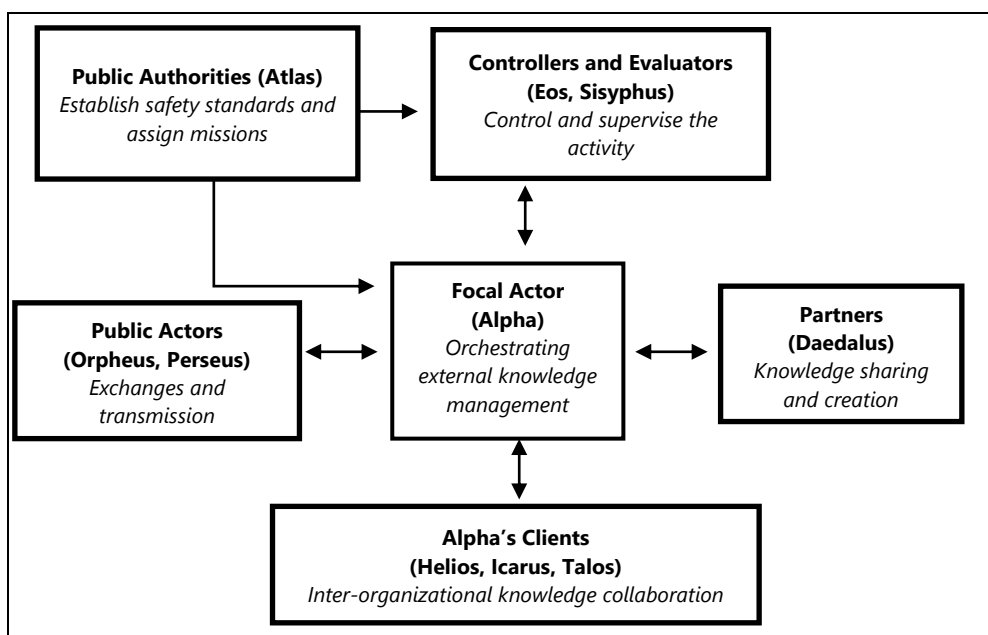 Public Authorities (Atlas)
Establish safety standards and
assign missions
Controllers and Evaluators
(Eos, Sisyphus)
Control and supervise the
activity
Public Actors
(Orpheus, Perseus)
Exchanges and
transmission
Focal Actor
(Alpha)
Orchestrating
external knowledge
management
Partners
(Daedalus)
Knowledge sharing
and creation
Alpha’s Clients
(Helios, Icarus, Talos)
Inter-organizational knowledge collaboration